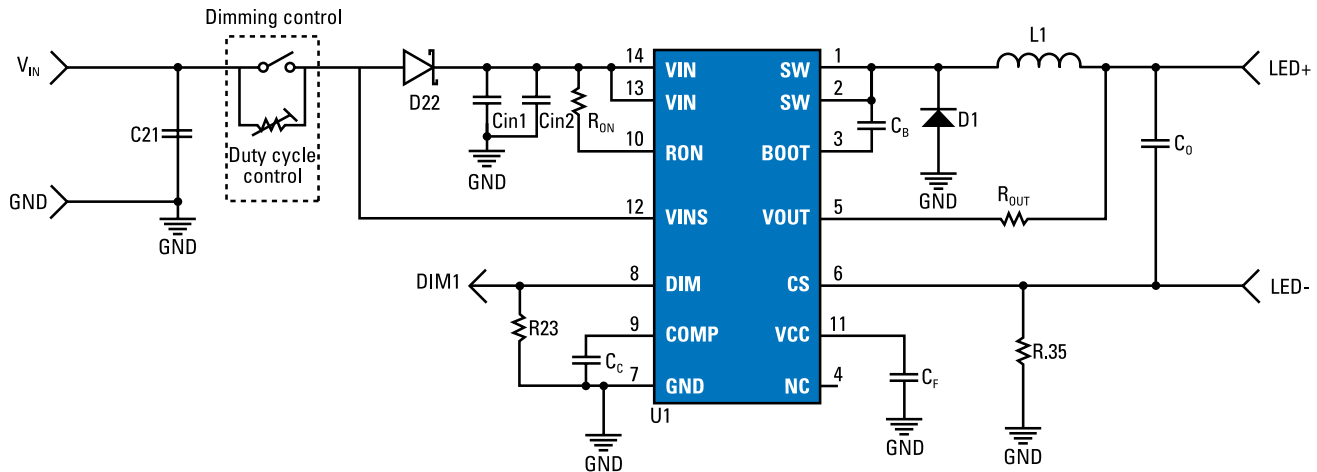 Dimming control
V_IN
C21
GND
GND
Duty cycle
control
D22
Cin1
Cin2
R_ON
GND
14
VIN
13
VIN
10
RON
12
VINS
DIM1
8
DIM
R23
9
COMP
C_C
7
GND
GND
U1
SW
1
SW
2
BOOT
3
VOUT
5
CS
6
VCC
11
NC
4
C_B
D1
GND
L1
LED+
C_O
R_OUT
LED-
R.35
GND
C_F
GND